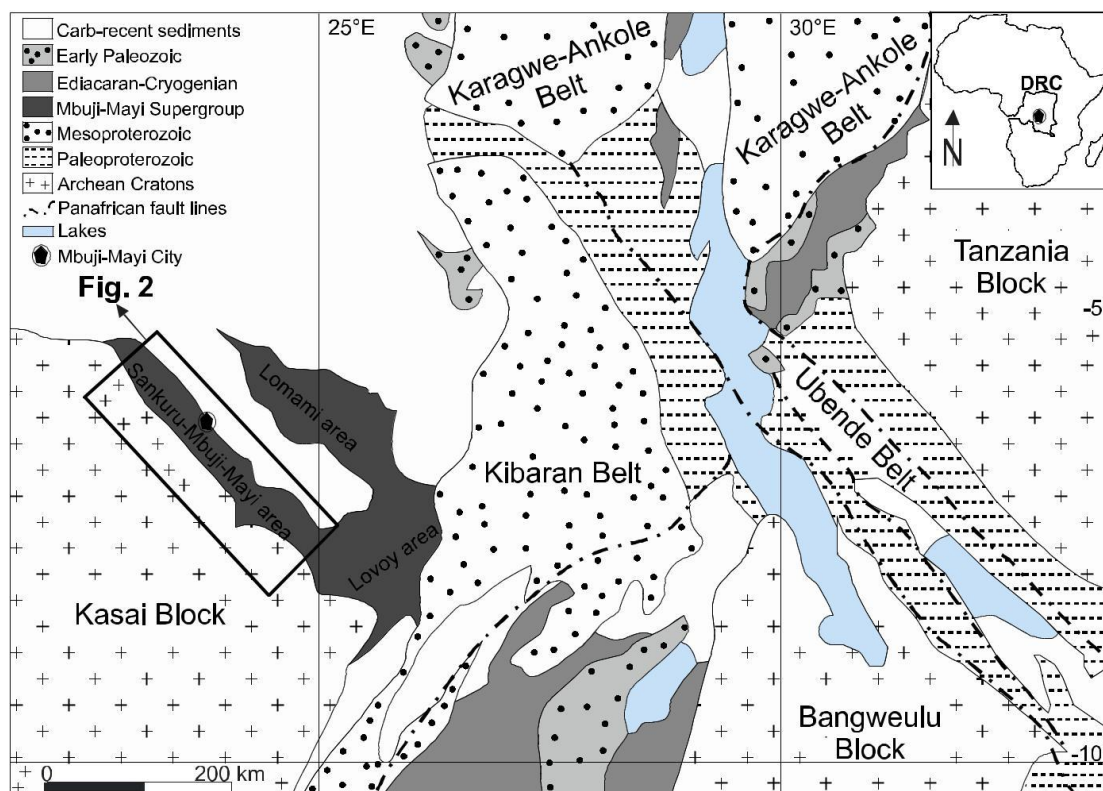 Carb-recent sediments
Early Paleozoic
Ediacaran-Cryogenian
Mbuji-Mayi Supergroup
Mesoproterozoic
Paleoproterozoic
Archean Cratons
Panafrican fault lines
Lakes
Mbuji-Mayi City
Fig. 2
25°E
30°E
Karagwe-Ankole
Belt
Karagwe-Ankole
Belt
DRC
N
Tanzania
Block
-5
Sankuru-Mbuji-Mayi area
Lomami area
Lovoy area
Kibaran Belt
Ubende Belt
Kasai Block
Bangweulu
Block
-10
0 200 km